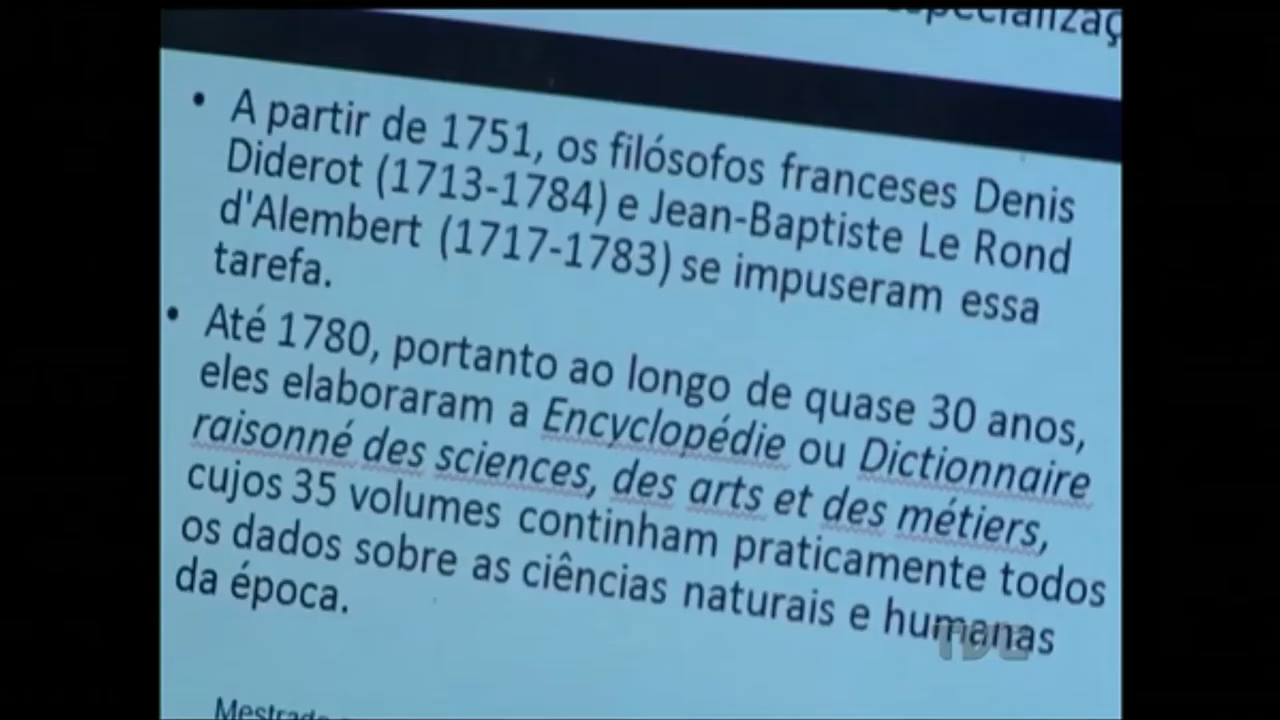 especializaç
• A partir de 1751, os filósofos franceses Denis
Diderot (1713-1784) e Jean-Baptiste Le Rond
d'Alembert (1717-1783) se impuseram essa
tarefa.
• Até 1780, portanto ao longo de quase 30 anos,
eles elaboraram a Encyclopédie ou Dictionnaire
raisonné des sciences, des arts et des métiers,
cujos 35 volumes continham praticamente todos
os dados sobre as ciências naturais e humanas
da época.
Mestrado